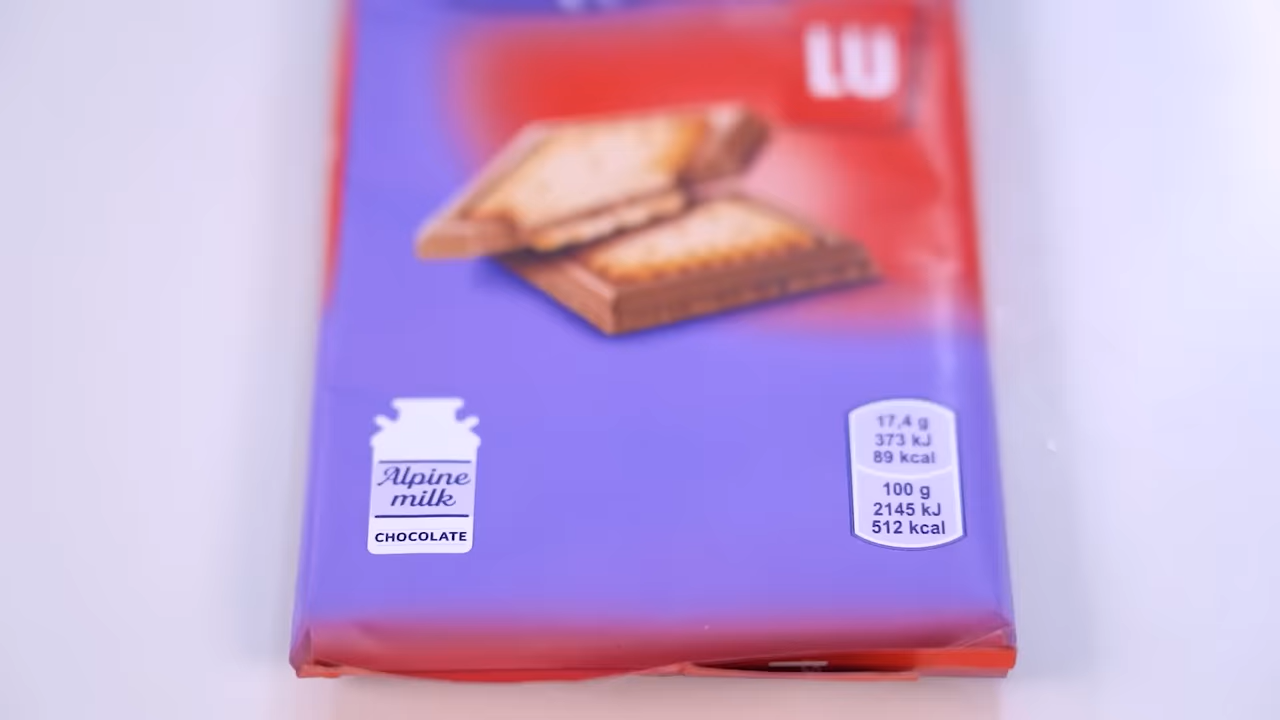 LU
Alpine
milk
CHOCOLATE
17,4 g
373 kJ
89 kcal
100 g
2145 kJ
512 kcal